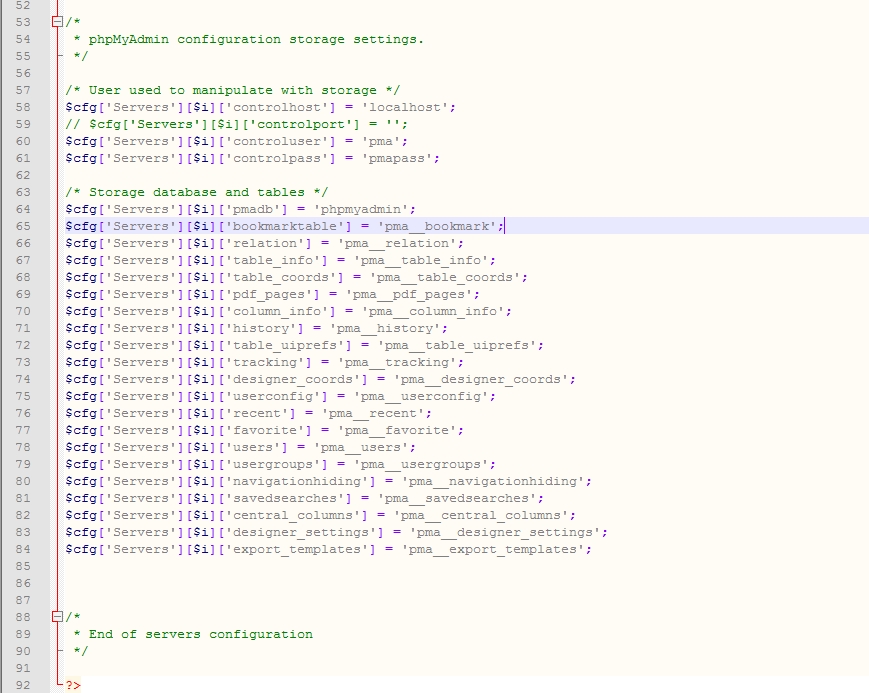 52
53 /*
54 * phpMyAdmin configuration storage settings.
55 */
56
57 /* User used to manipulate with storage */
58 $cfg['Servers'][$i]['controlhost'] = 'localhost';
59 // $cfg['Servers'][$i]['controlport'] = '';
60 $cfg['Servers'][$i]['controluser'] = 'pma';
61 $cfg['Servers'][$i]['controlpass'] = 'pmapass';
62
63 /* Storage database and tables */
64 $cfg['Servers'][$i]['pmadb'] = 'phpmyadmin';
65 $cfg['Servers'][$i]['bookmarktable'] = 'pma__bookmark';
66 $cfg['Servers'][$i]['relation'] = 'pma__relation';
67 $cfg['Servers'][$i]['table_info'] = 'pma__table_info';
68 $cfg['Servers'][$i]['table_coords'] = 'pma__table_coords';
69 $cfg['Servers'][$i]['pdf_pages'] = 'pma__pdf_pages';
70 $cfg['Servers'][$i]['column_info'] = 'pma__column_info';
71 $cfg['Servers'][$i]['history'] = 'pma__history';
72 $cfg['Servers'][$i]['table_uiprefs'] = 'pma__table_uiprefs';
73 $cfg['Servers'][$i]['tracking'] = 'pma__tracking';
74 $cfg['Servers'][$i]['designer_coords'] = 'pma__designer_coords';
75 $cfg['Servers'][$i]['userconfig'] = 'pma__userconfig';
76 $cfg['Servers'][$i]['recent'] = 'pma__recent';
77 $cfg['Servers'][$i]['favorite'] = 'pma__favorite';
78 $cfg['Servers'][$i]['users'] = 'pma__users';
79 $cfg['Servers'][$i]['usergroups'] = 'pma__usergroups';
80 $cfg['Servers'][$i]['navigationhiding'] = 'pma__navigationhiding';
81 $cfg['Servers'][$i]['savedsearches'] = 'pma__savedsearches';
82 $cfg['Servers'][$i]['central_columns'] = 'pma__central_columns';
83 $cfg['Servers'][$i]['designer_settings'] = 'pma__designer_settings';
84 $cfg['Servers'][$i]['export_templates'] = 'pma__export_templates';
85
86
87
88 /*
89 * End of servers configuration
90 */
91
92 ?>